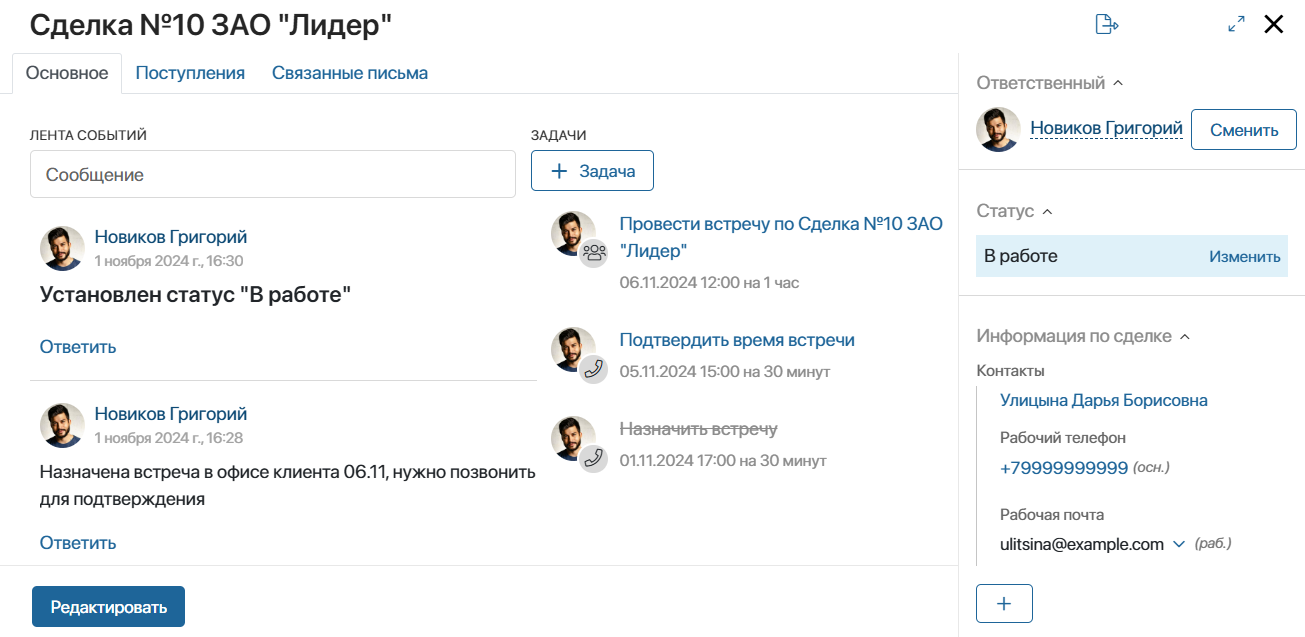 Сделка №10 ЗАО "Лидер"
Основное
Поступления
Связанные письма
ЛЕНТА СОБЫТИЙ
Сообщение
Новиков Григорий
1 ноября 2024 г., 16:30
Установлен статус "В работе"
Ответить
Новиков Григорий
1 ноября 2024 г., 16:28
Назначена встреча в офисе клиента 06.11, нужно позвонить
для подтверждения
Ответить
Редактировать
ЗАДАЧИ
+ Задача
Провести встречу по Сделка №10 ЗАО
"Лидер"
06.11.2024 12:00 на 1 час
Подтвердить время встречи
05.11.2024 15:00 на 30 минут
Назначить встречу
01.11.2024 17:00 на 30 минут
Ответственный
Новиков Григорий
Сменить
Статус
В работе
Изменить
Информация по сделке
Контакты
Улицына Дарья Борисовна
Рабочий телефон
+79999999999 (осн.)
Рабочая почта
ulitsina@example.com (раб.)
+